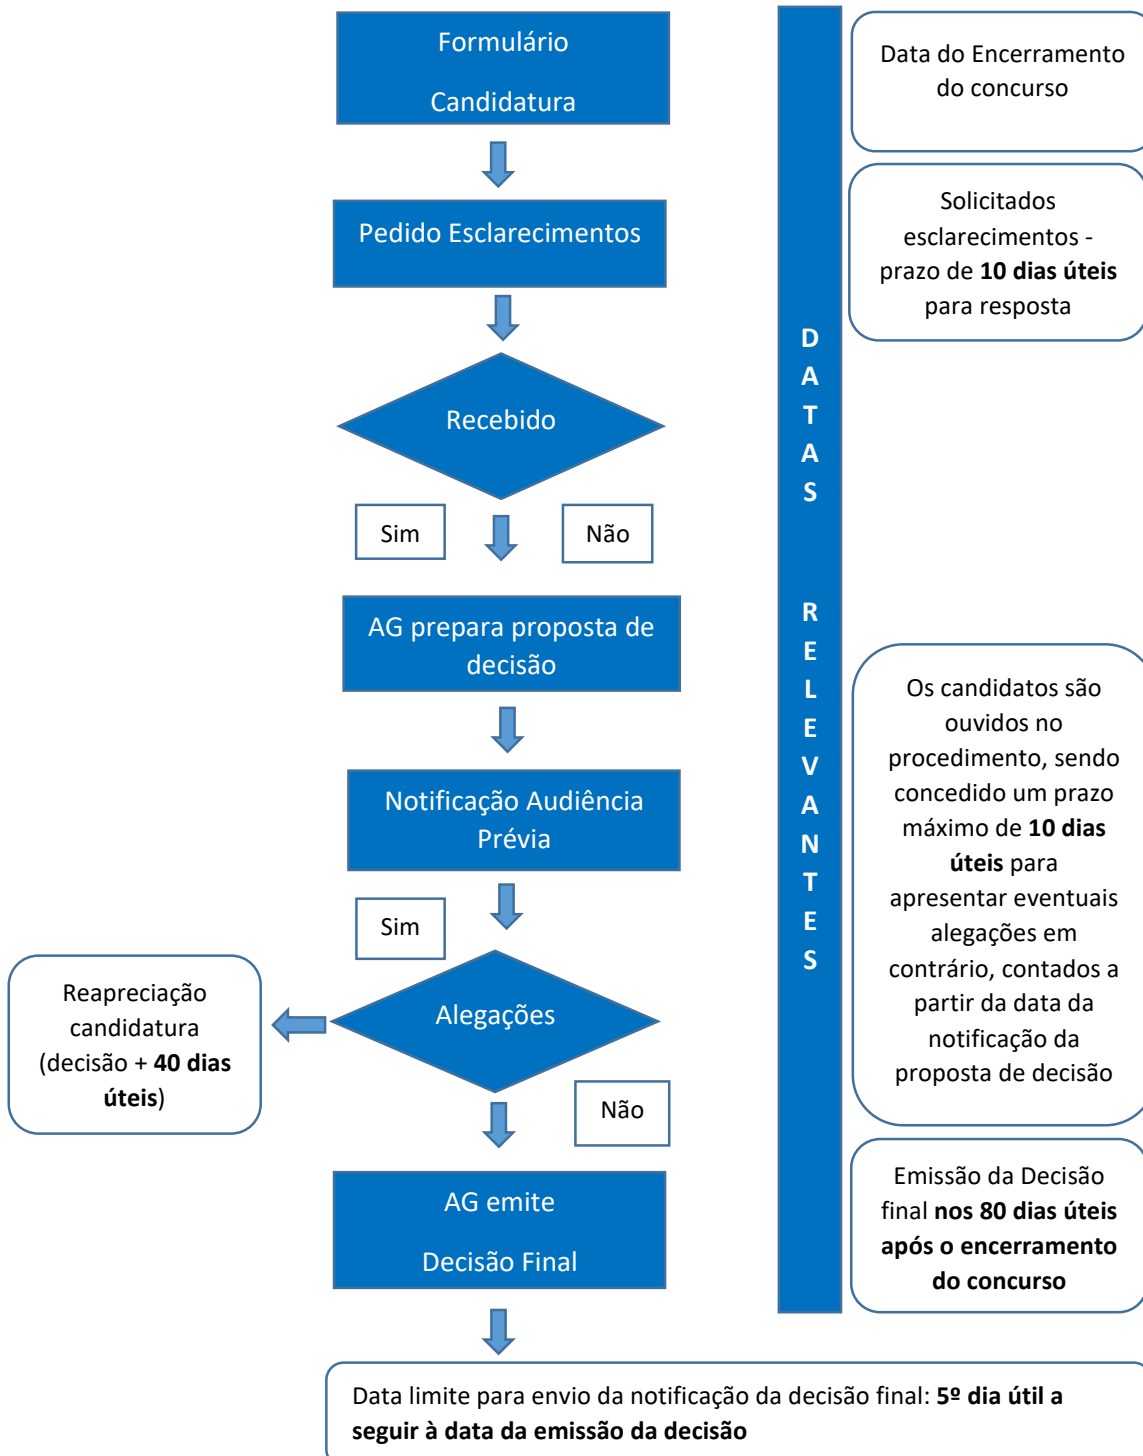 Formulário
Candidatura
Data do Encerramento
do concurso
Pedido Esclarecimentos
Solicitados
esclarecimentos -
prazo de 10 dias úteis
para resposta
Recebido
Sim
Não
DATAS RELEVANTES
AG prepara proposta de
decisão
Notificação Audiência
Prévia
Os candidatos são
ouvidos no
procedimento, sendo
concedido um prazo
máximo de 10 dias
úteis para
apresentar eventuais
alegações em
contrário, contados a
partir da data da
notificação da
proposta de decisão
Sim
Alegações
Reapreciação
candidatura
(decisão + 40 dias
úteis)
Não
AG emite
Decisão Final
Emissão da Decisão
final nos 80 dias úteis
após o encerramento
do concurso
Data limite para envio da notificação da decisão final: 5º dia útil a
seguir à data da emissão da decisão